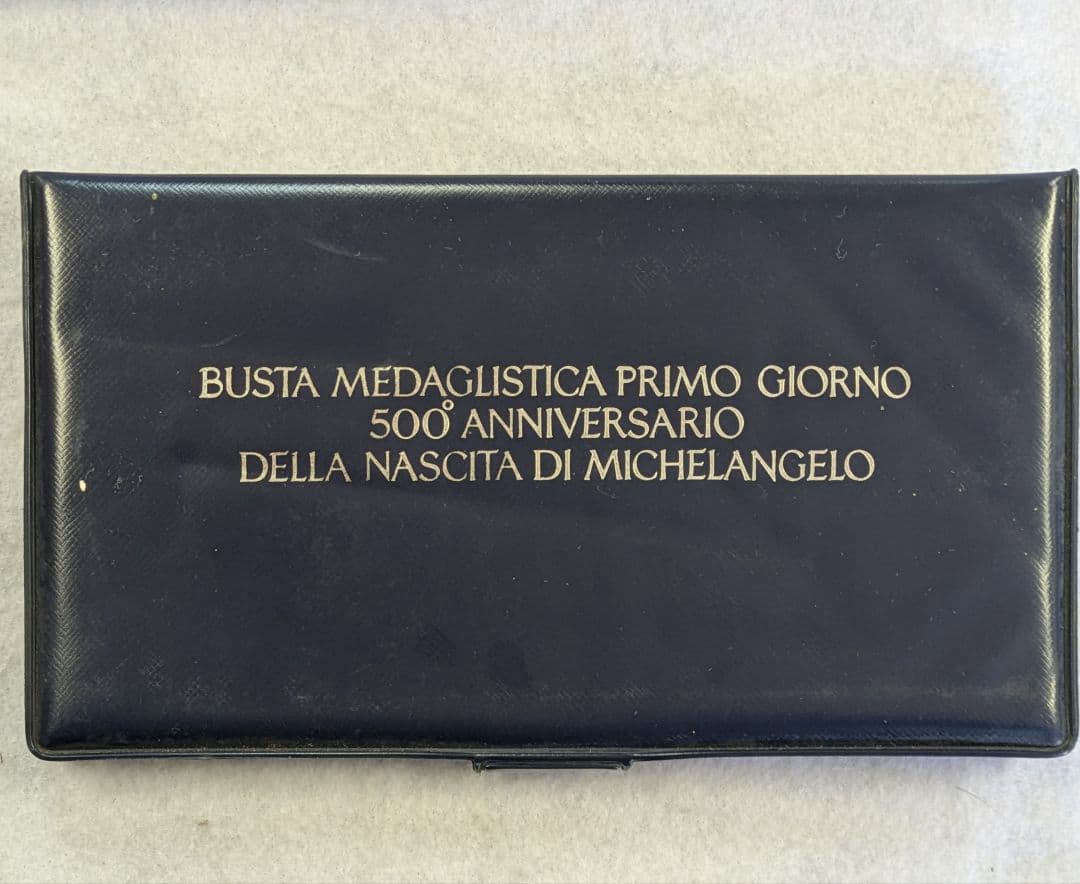 BUSTA MEDAGLISTICA PRIMO GIORNO
500° ANNIVERSARIO
DELLA NASCITA DI MICHELANGELO